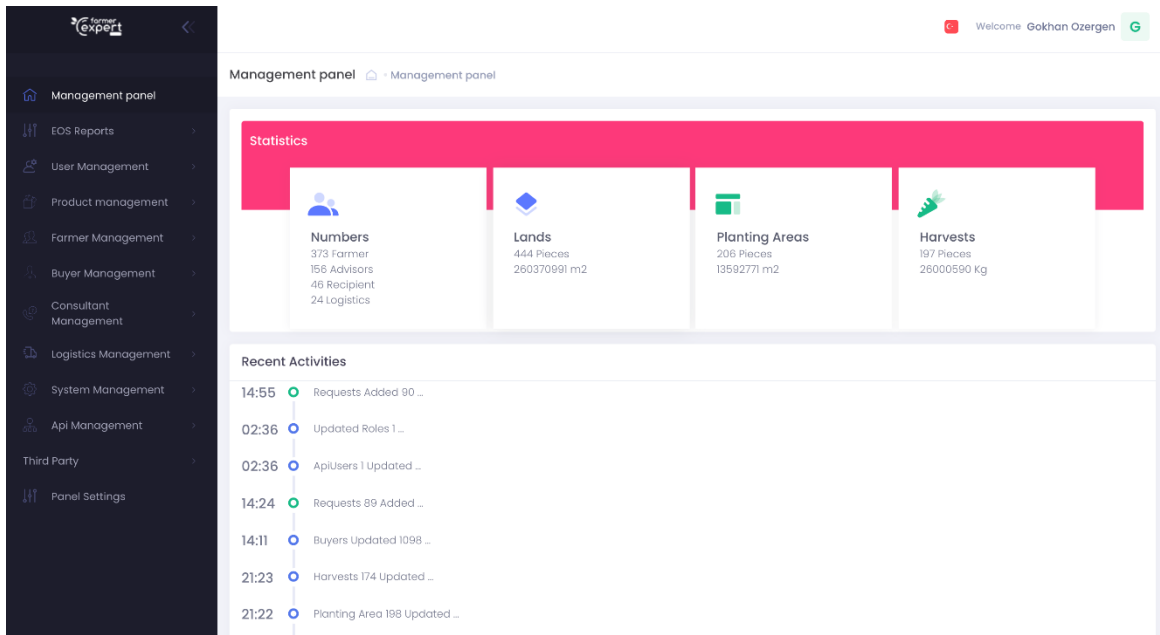 farmer
expert
Welcome Gokhan Ozergen G
Management panel - Management panel
Management panel
EOS Reports
User Management
Product management
Farmer Management
Buyer Management
Consultant
Management
Logistics Management
System Management
Api Management
Third Party
Panel Settings
Statistics
Numbers
373 Farmer
156 Advisors
46 Recipient
24 Logistics
Lands
444 Pieces
260370991 m2
Planting Areas
206 Pieces
13592771 m2
Harvests
197 Pieces
26000590 Kg
Recent Activities
14:55 Requests Added 90 ...
02:36 Updated Roles 1 ...
02:36 ApiUsers 1 Updated ...
14:24 Requests 89 Added ...
14:11 Buyers Updated 1098 ...
21:23 Harvests 174 Updated ...
21:22 Planting Area 198 Updated ...